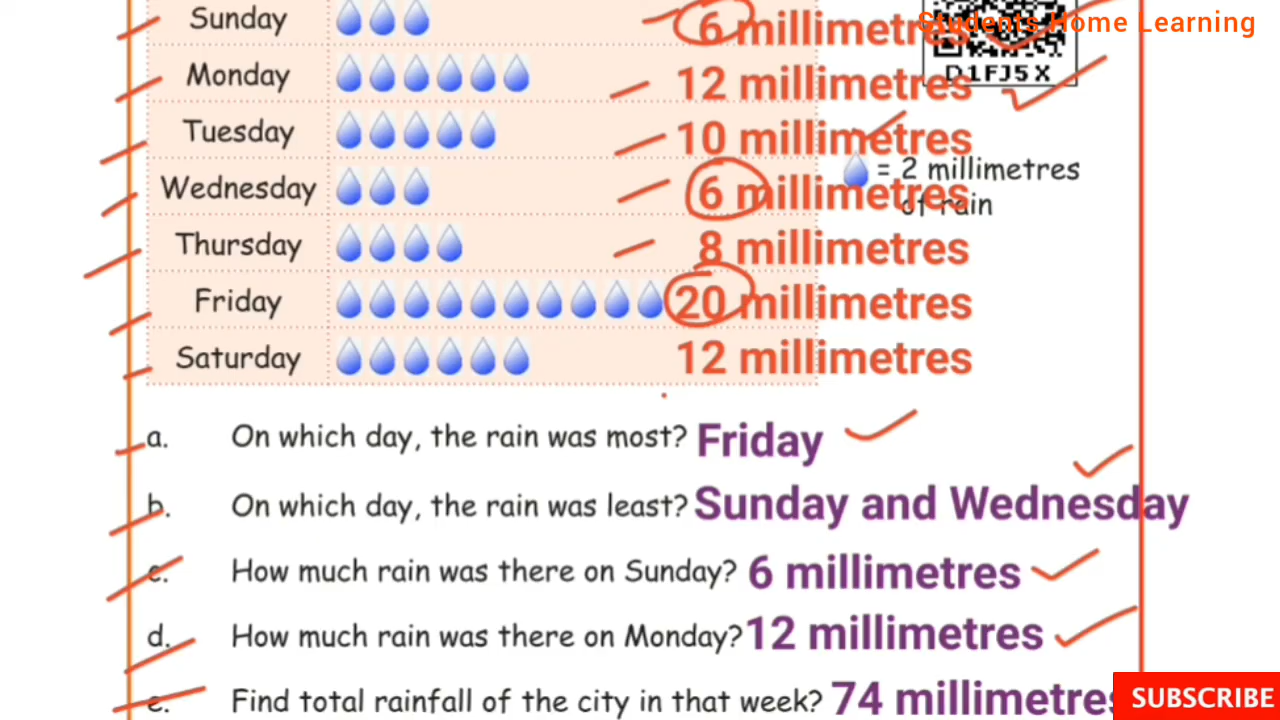 Students Home Learning
Sunday 6 millimetres
D1FJ5X
Monday 12 millimetres
Tuesday 10 millimetres
= 2 millimetres
of rain
Wednesday 6 millimetres
Thursday 8 millimetres
Friday 20 millimetres
Saturday 12 millimetres
a. On which day, the rain was most? Friday
b. On which day, the rain was least? Sunday and Wednesday
c. How much rain was there on Sunday? 6 millimetres
d. How much rain was there on Monday? 12 millimetres
e. Find total rainfall of the city in that week? 74 millimetres
SUBSCRIBE